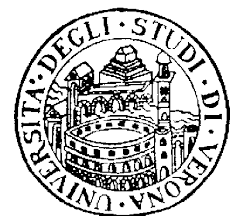 UNIVERSITÀ · DEGLI · STUDI · DI · VERONA ·